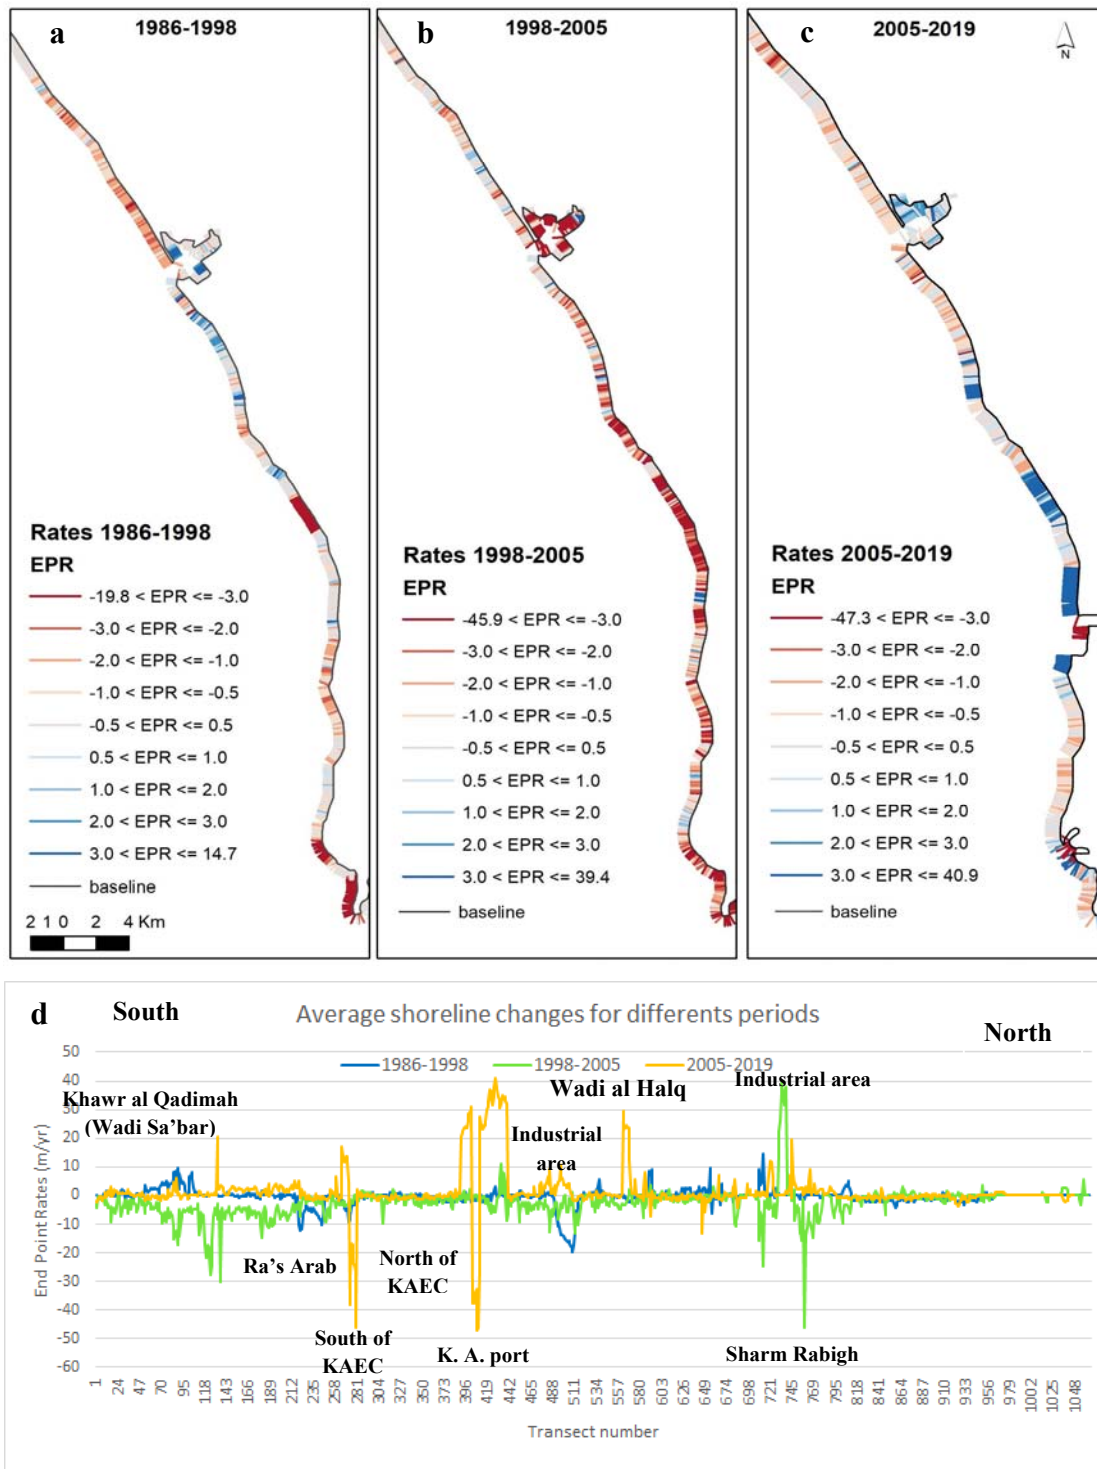 a
1986-1998
Rates 1986-1998
EPR
-19.8 < EPR <= -3.0
-3.0 < EPR <= -2.0
-2.0 < EPR <= -1.0
-1.0 < EPR <= -0.5
-0.5 < EPR <= 0.5
0.5 < EPR <= 1.0
1.0 < EPR <= 2.0
2.0 < EPR <= 3.0
3.0 < EPR <= 14.7
baseline
2 1 0 2 4 Km
b
1998-2005
Rates 1998-2005
EPR
-45.9 < EPR <= -3.0
-3.0 < EPR <= -2.0
-2.0 < EPR <= -1.0
-1.0 < EPR <= -0.5
-0.5 < EPR <= 0.5
0.5 < EPR <= 1.0
1.0 < EPR <= 2.0
2.0 < EPR <= 3.0
3.0 < EPR <= 39.4
baseline
c
2005-2019
N
Rates 2005-2019
EPR
-47.3 < EPR <= -3.0
-3.0 < EPR <= -2.0
-2.0 < EPR <= -1.0
-1.0 < EPR <= -0.5
-0.5 < EPR <= 0.5
0.5 < EPR <= 1.0
1.0 < EPR <= 2.0
2.0 < EPR <= 3.0
3.0 < EPR <= 40.9
baseline
d
South
Average shoreline changes for differents periods
North
1986-1998 1998-2005 2005-2019
Khawr al Qadimah
(Wadi Sa'bar)
Wadi al Halq
Industrial area
Industrial
area
Ra's Arab
North of
KAEC
South of
KAEC
K. A. port
Sharm Rabigh
End Point Rates (m/yr)
50
40
30
20
10
0
-10
-20
-30
-40
-50
-60
1 24 47 70 95 118 143 166 189 212 235 258 281 304 327 350 373 396 419 442 465 488 511 534 557 580 603 626 649 672 698 721 745 769 795 818 841 864 887 910 933 956 979 1002 1025 1048
Transect number